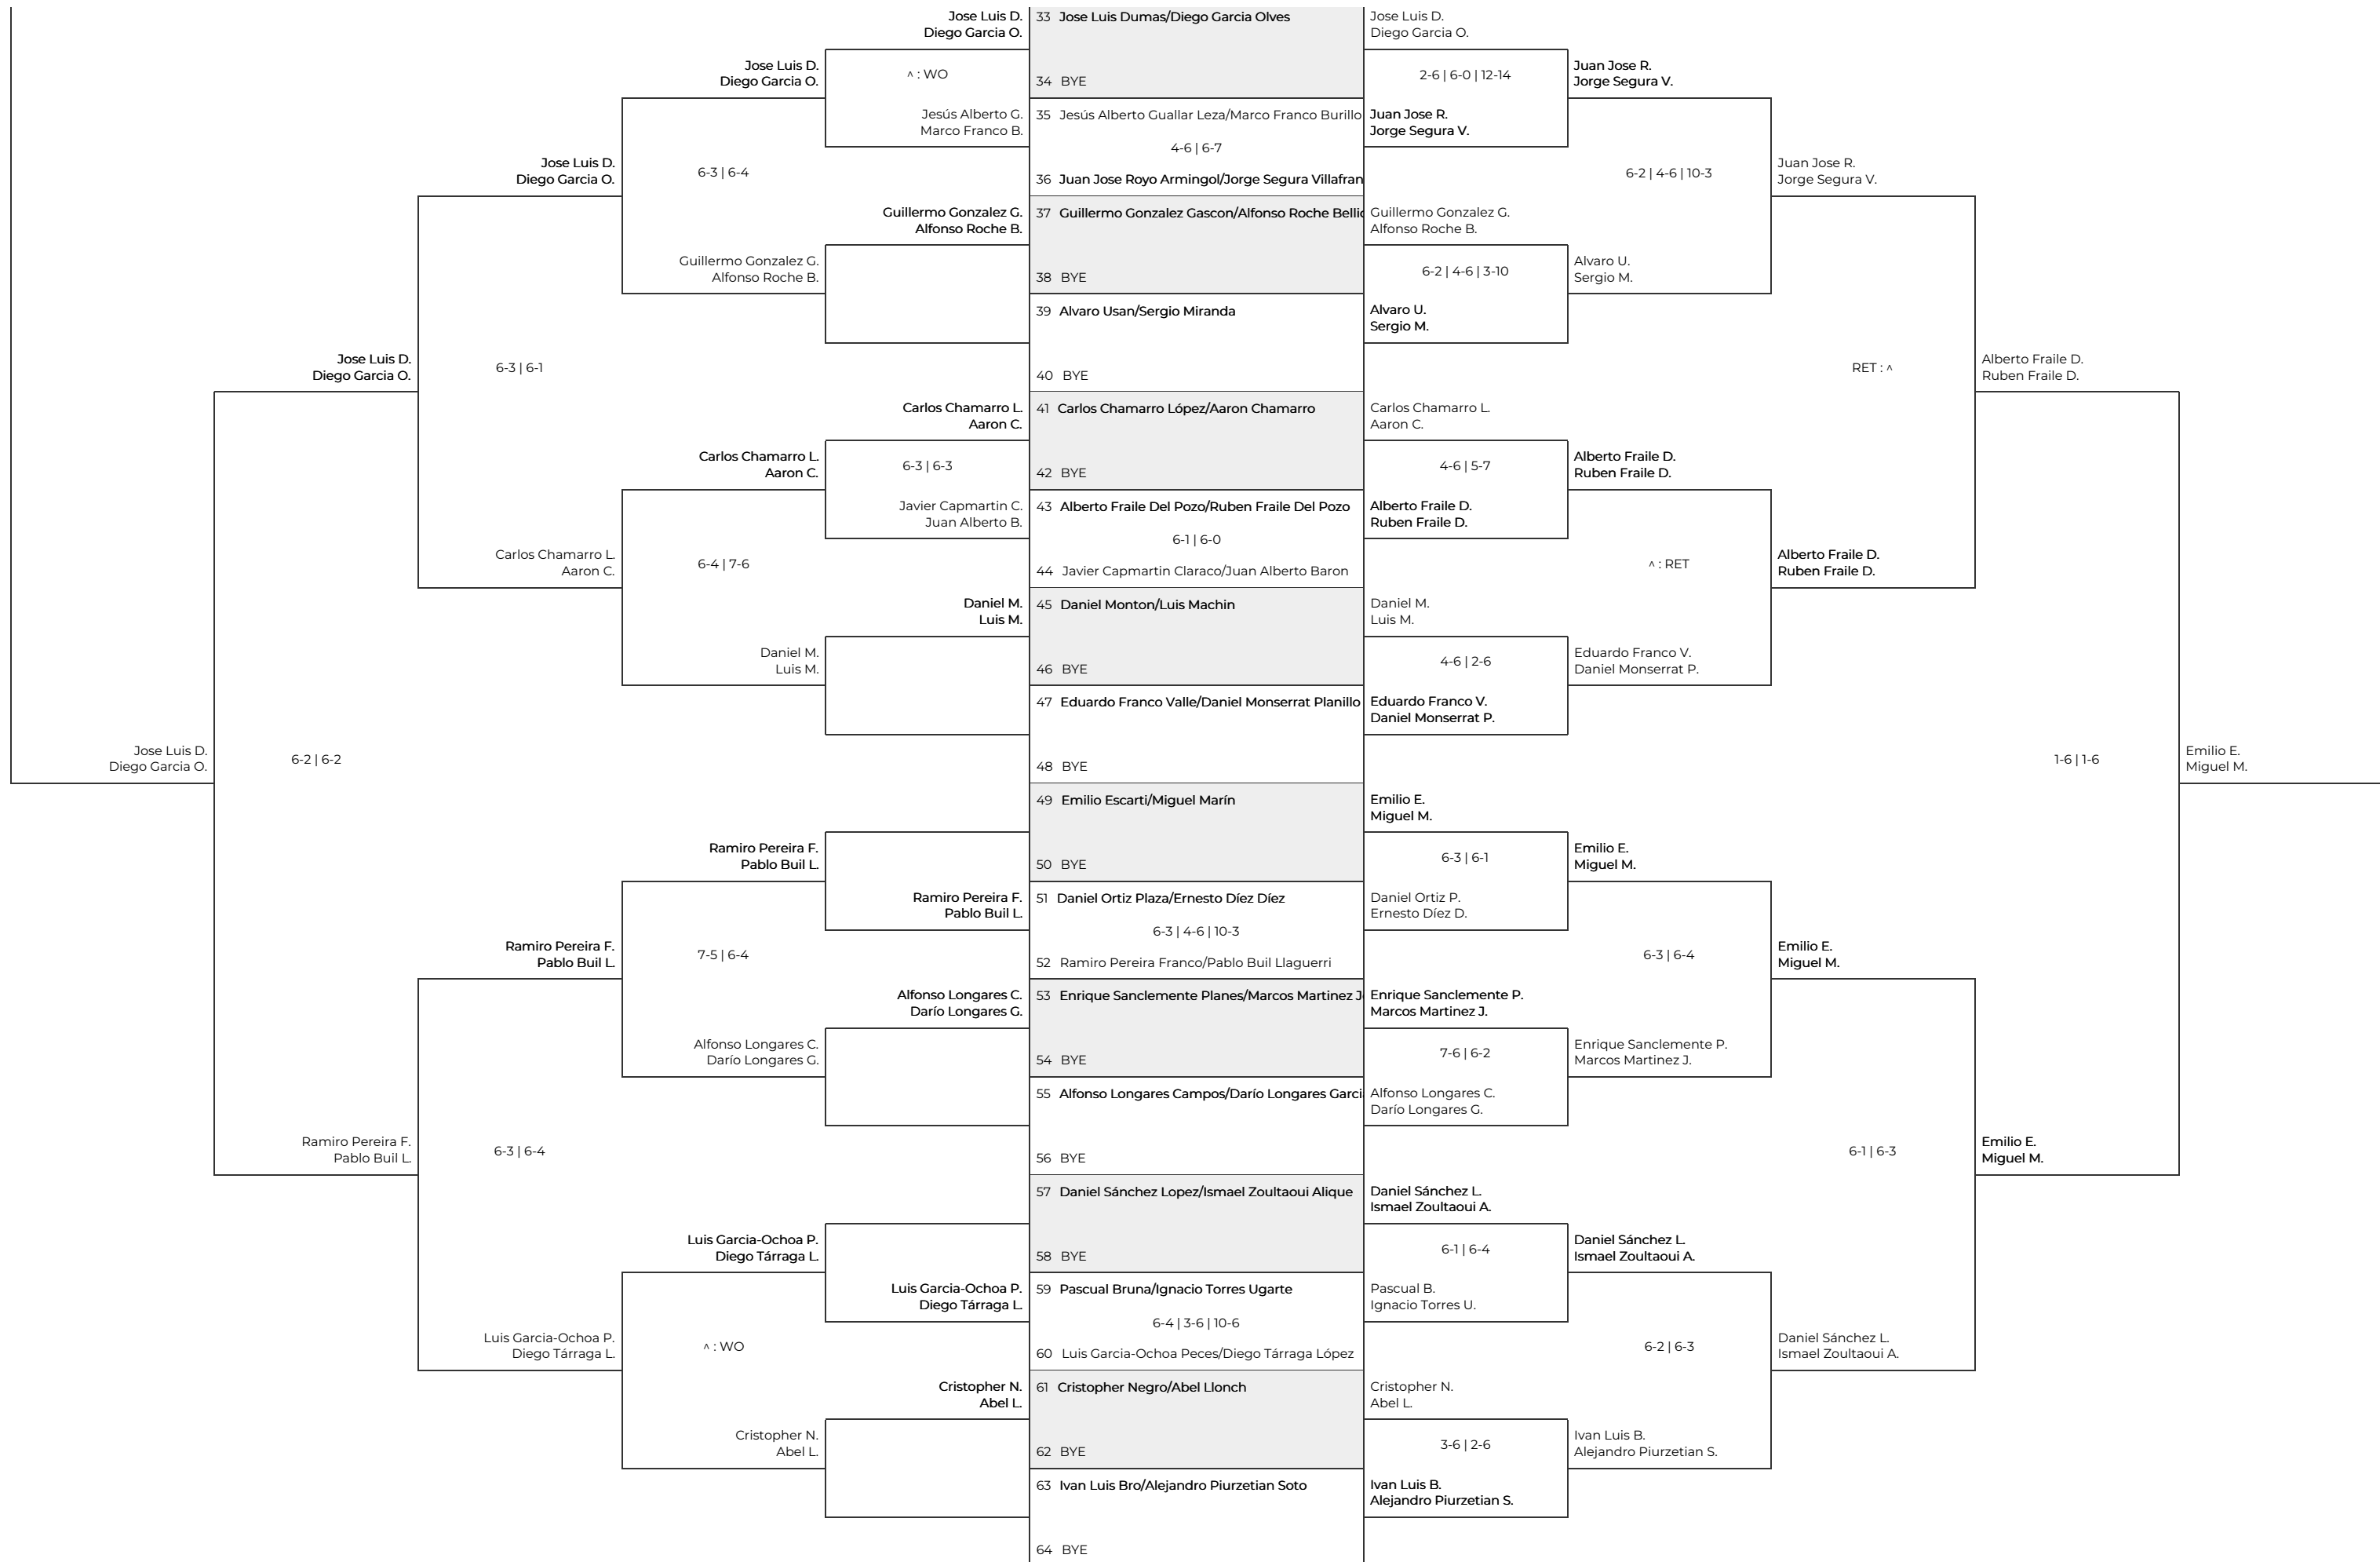 Jose Luis D.
Diego Garcia O.
33 Jose Luis Dumas/Diego Garcia Olves
Jose Luis D.
Diego Garcia O.
Jose Luis D.
Diego Garcia O.
^ : WO
34 BYE
2-6 | 6-0 | 12-14
Juan Jose R.
Jorge Segura V.
Jesús Alberto G.
Marco Franco B.
35 Jesús Alberto Guallar Leza/Marco Franco Burillo
Juan Jose R.
Jorge Segura V.
4-6 | 6-7
Jose Luis D.
Diego Garcia O.
6-3 | 6-4
36 Juan Jose Royo Armingol/Jorge Segura Villafran
6-2 | 4-6 | 10-3
Juan Jose R.
Jorge Segura V.
Guillermo Gonzalez G.
Alfonso Roche B.
37 Guillermo Gonzalez Gascon/Alfonso Roche Bellid
Guillermo Gonzalez G.
Alfonso Roche B.
Guillermo Gonzalez G.
Alfonso Roche B.
38 BYE
6-2 | 4-6 | 3-10
Alvaro U.
Sergio M.
39 Alvaro Usan/Sergio Miranda
Alvaro U.
Sergio M.
Jose Luis D.
Diego Garcia O.
6-3 | 6-1
40 BYE
RET : ^
Alberto Fraile D.
Ruben Fraile D.
Carlos Chamarro L.
Aaron C.
41 Carlos Chamarro López/Aaron Chamarro
Carlos Chamarro L.
Aaron C.
Carlos Chamarro L.
Aaron C.
6-3 | 6-3
42 BYE
4-6 | 5-7
Alberto Fraile D.
Ruben Fraile D.
Javier Capmartin C.
Juan Alberto B.
43 Alberto Fraile Del Pozo/Ruben Fraile Del Pozo
Alberto Fraile D.
Ruben Fraile D.
6-1 | 6-0
Carlos Chamarro L.
Aaron C.
6-4 | 7-6
44 Javier Capmartin Claraco/Juan Alberto Baron
^ : RET
Alberto Fraile D.
Ruben Fraile D.
Daniel M.
Luis M.
45 Daniel Monton/Luis Machin
Daniel M.
Luis M.
Daniel M.
Luis M.
46 BYE
4-6 | 2-6
Eduardo Franco V.
Daniel Monserrat P.
47 Eduardo Franco Valle/Daniel Monserrat Planillo
Eduardo Franco V.
Daniel Monserrat P.
Jose Luis D.
Diego Garcia O.
6-2 | 6-2
48 BYE
1-6 | 1-6
Emilio E.
Miguel M.
49 Emilio Escarti/Miguel Marín
Emilio E.
Miguel M.
Ramiro Pereira F.
Pablo Buil L.
50 BYE
6-3 | 6-1
Emilio E.
Miguel M.
Ramiro Pereira F.
Pablo Buil L.
51 Daniel Ortiz Plaza/Ernesto Díez Díez
Daniel Ortiz P.
Ernesto Díez D.
6-3 | 4-6 | 10-3
Ramiro Pereira F.
Pablo Buil L.
7-5 | 6-4
52 Ramiro Pereira Franco/Pablo Buil Llaguerri
6-3 | 6-4
Emilio E.
Miguel M.
Alfonso Longares C.
Darío Longares G.
53 Enrique Sanclemente Planes/Marcos Martinez J
Enrique Sanclemente P.
Marcos Martinez J.
Alfonso Longares C.
Darío Longares G.
54 BYE
7-6 | 6-2
Enrique Sanclemente P.
Marcos Martinez J.
55 Alfonso Longares Campos/Darío Longares Garci
Alfonso Longares C.
Darío Longares G.
Ramiro Pereira F.
Pablo Buil L.
6-3 | 6-4
56 BYE
6-1 | 6-3
Emilio E.
Miguel M.
57 Daniel Sánchez Lopez/Ismael Zoultaoui Alique
Daniel Sánchez L.
Ismael Zoultaoui A.
Luis Garcia-Ochoa P.
Diego Tárraga L.
58 BYE
6-1 | 6-4
Daniel Sánchez L.
Ismael Zoultaoui A.
Luis Garcia-Ochoa P.
Diego Tárraga L.
59 Pascual Bruna/Ignacio Torres Ugarte
Pascual B.
Ignacio Torres U.
6-4 | 3-6 | 10-6
Luis Garcia-Ochoa P.
Diego Tárraga L.
^ : WO
60 Luis Garcia-Ochoa Peces/Diego Tárraga López
6-2 | 6-3
Daniel Sánchez L.
Ismael Zoultaoui A.
Cristopher N.
Abel L.
61 Cristopher Negro/Abel Llonch
Cristopher N.
Abel L.
Cristopher N.
Abel L.
62 BYE
3-6 | 2-6
Ivan Luis B.
Alejandro Piurzetian S.
63 Ivan Luis Bro/Alejandro Piurzetian Soto
Ivan Luis B.
Alejandro Piurzetian S.
64 BYE